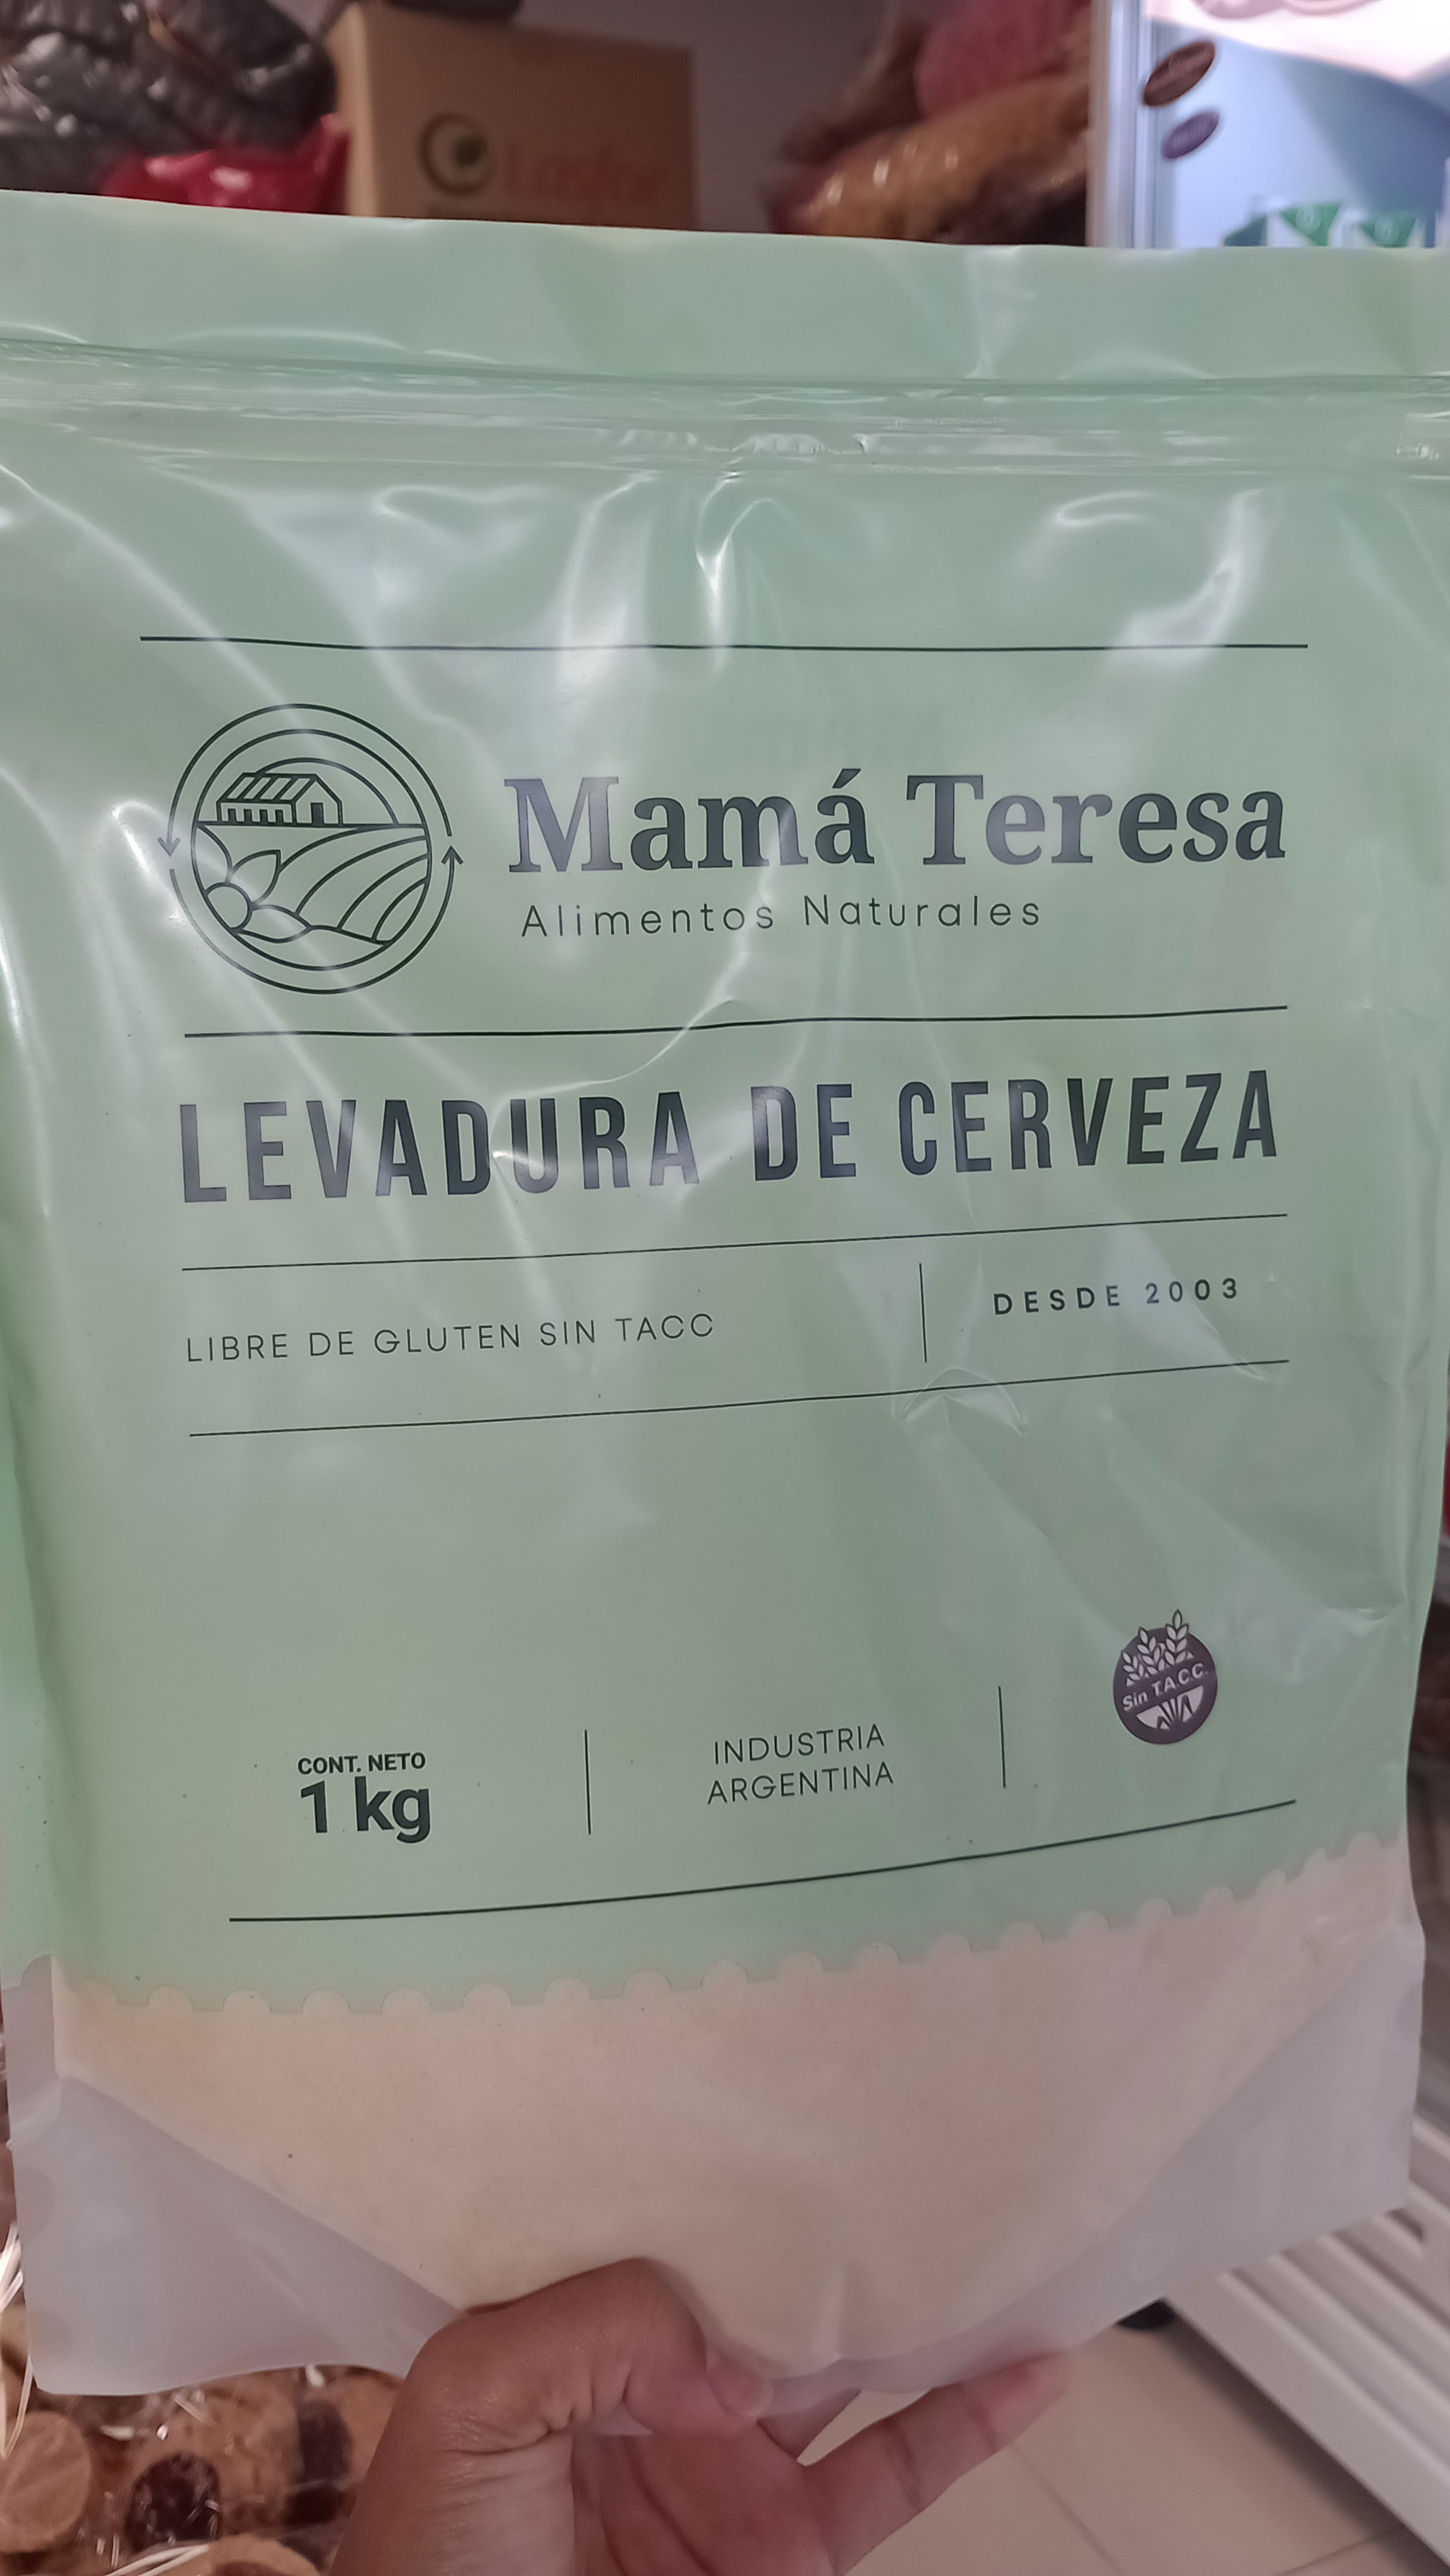 Mamá Teresa
Alimentos Naturales
LEVADURA DE CERVEZA
LIBRE DE GLUTEN SIN TACC
DESDE 2003
CONT. NETO
1 kg
INDUSTRIA
ARGENTINA
Sin T.A.C.C.